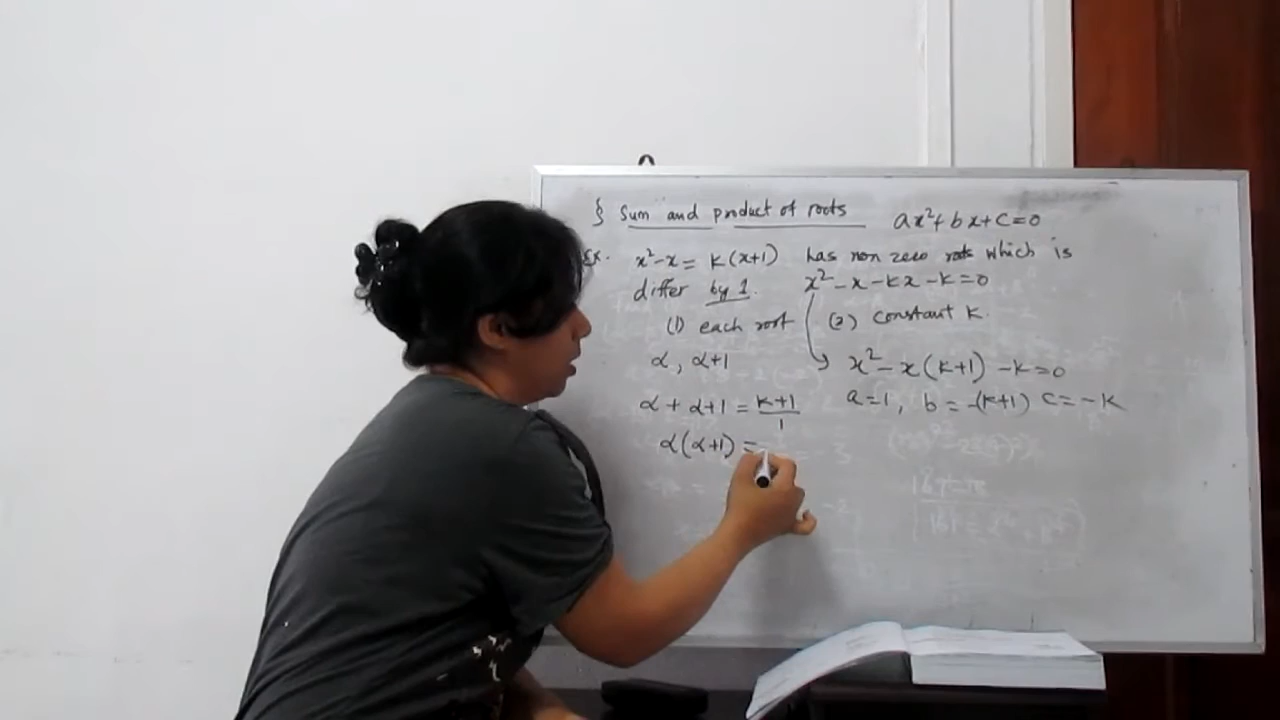 § Sum and product of roots ax²+bx+c=0
Ex. x²-x = k(x+1) has non zero roots which is
differ by 1. x²-x-kx-k=0
(1) each root (2) constant k.
α, α+1 x²-x(k+1)-k=0
α + α+1 = k+1/1 a=1, b=-(k+1) c=-k
α(α+1) =